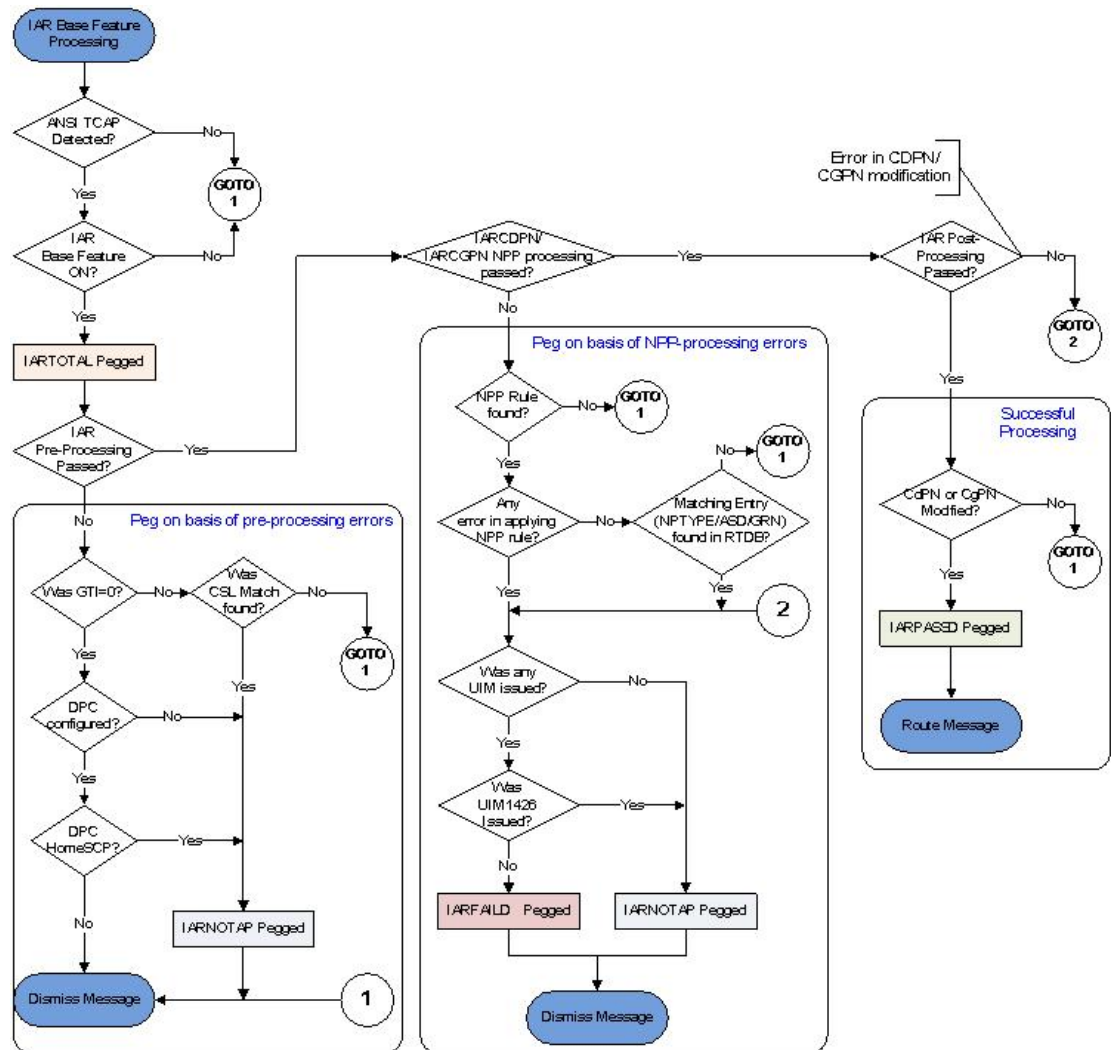 IAR Base Feature
Processing
ANSI TCAP
Detected?
No
GOTO
1
Yes
IAR
Base Feature
ON?
No
Yes
IARTOTAL Pegged
IAR
Pre-Processing
Passed?
Yes
No
Peg on basis of pre-processing errors
Was GTI=0?
No
Was
CSL Match
found?
No
GOTO
1
Yes
Yes
DPC
configured?
No
Yes
DPC
HomeSCP?
Yes
No
IARNOTAP Pegged
Dismiss Message
1
IARCDPN/
IARCGPN NPP processing
passed?
Yes
No
Peg on basis of NPP-processing errors
NPP Rule
found?
No
GOTO
1
Yes
No
GOTO
1
Any
error in applying
NPP rule?
No
Matching Entry
(NPTYPE/ASD/GRN)
found in RTDB?
Yes
Yes
2
Was any
UIM issued?
No
Yes
Was
UIM1426
Issued?
Yes
No
IARFAILD Pegged
IARNOTAP Pegged
Dismiss Message
Error in CDPN/
CGPN modification
IAR Post-
Processing
Passed?
No
GOTO
2
Yes
Successful
Processing
CdPN or CgPN
Modfied?
No
GOTO
1
Yes
IARPASSD Pegged
Route Message